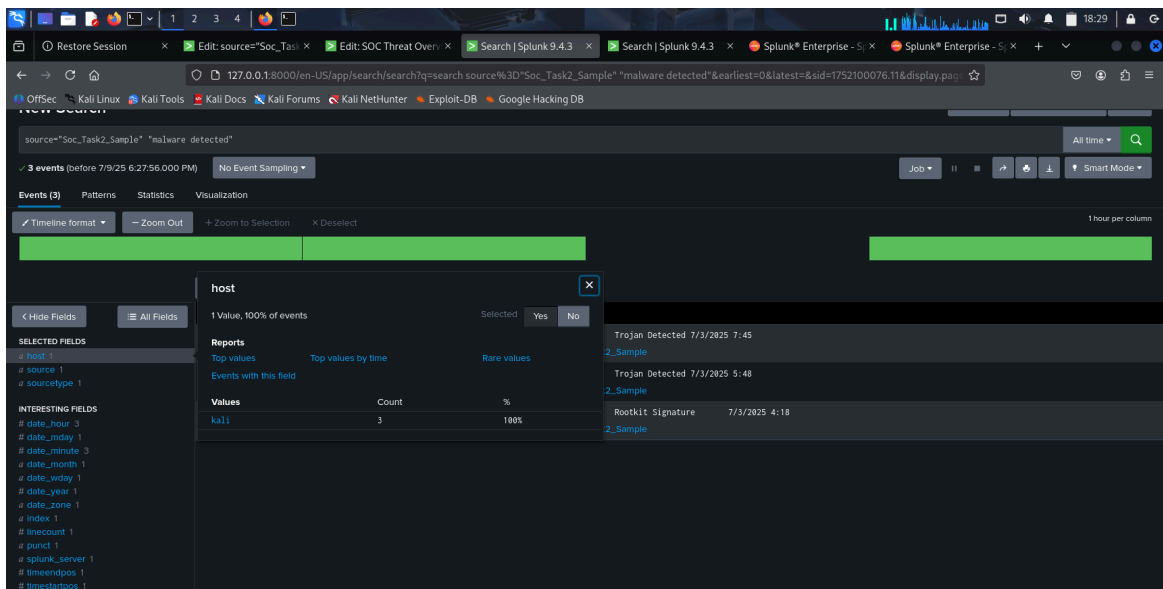 1 2 3 4
18:29
Restore Session
Edit: source="Soc_Task
Edit: SOC Threat Overv
Search | Splunk 9.4.3
Search | Splunk 9.4.3
Splunk® Enterprise - Sp
Splunk® Enterprise - Sp
127.0.0.1:8000/en-US/app/search/search?q=search source%3D"Soc_Task2_Sample" "malware detected"&earliest=0&latest=&sid=1752100076.11&display.pag
OffSec
Kali Linux
Kali Tools
Kali Docs
Kali Forums
Kali NetHunter
Exploit-DB
Google Hacking DB
New Search
source="Soc_Task2_Sample" "malware detected"
All time
3 events (before 7/9/25 6:27:56.000 PM)
No Event Sampling
Job
Smart Mode
Events (3)
Patterns
Statistics
Visualization
Timeline format
— Zoom Out
+ Zoom to Selection
× Deselect
1 hour per column
host
1 Value, 100% of events
Selected
Yes
No
Reports
Top values
Top values by time
Rare values
Events with this field
Values Count %
kali 3 100%
Trojan Detected 7/3/2025 7:45
2_Sample
Trojan Detected 7/3/2025 5:48
2_Sample
Rootkit Signature 7/3/2025 4:18
2_Sample
< Hide Fields
All Fields
SELECTED FIELDS
a host 1
a source 1
a sourcetype 1
INTERESTING FIELDS
# date_hour 3
# date_mday 1
# date_minute 3
a date_month 1
a date_wday 1
# date_year 1
a date_zone 1
a index 1
# linecount 1
a punct 1
a splunk_server 1
# timeendpos 1
# timestartpos 1